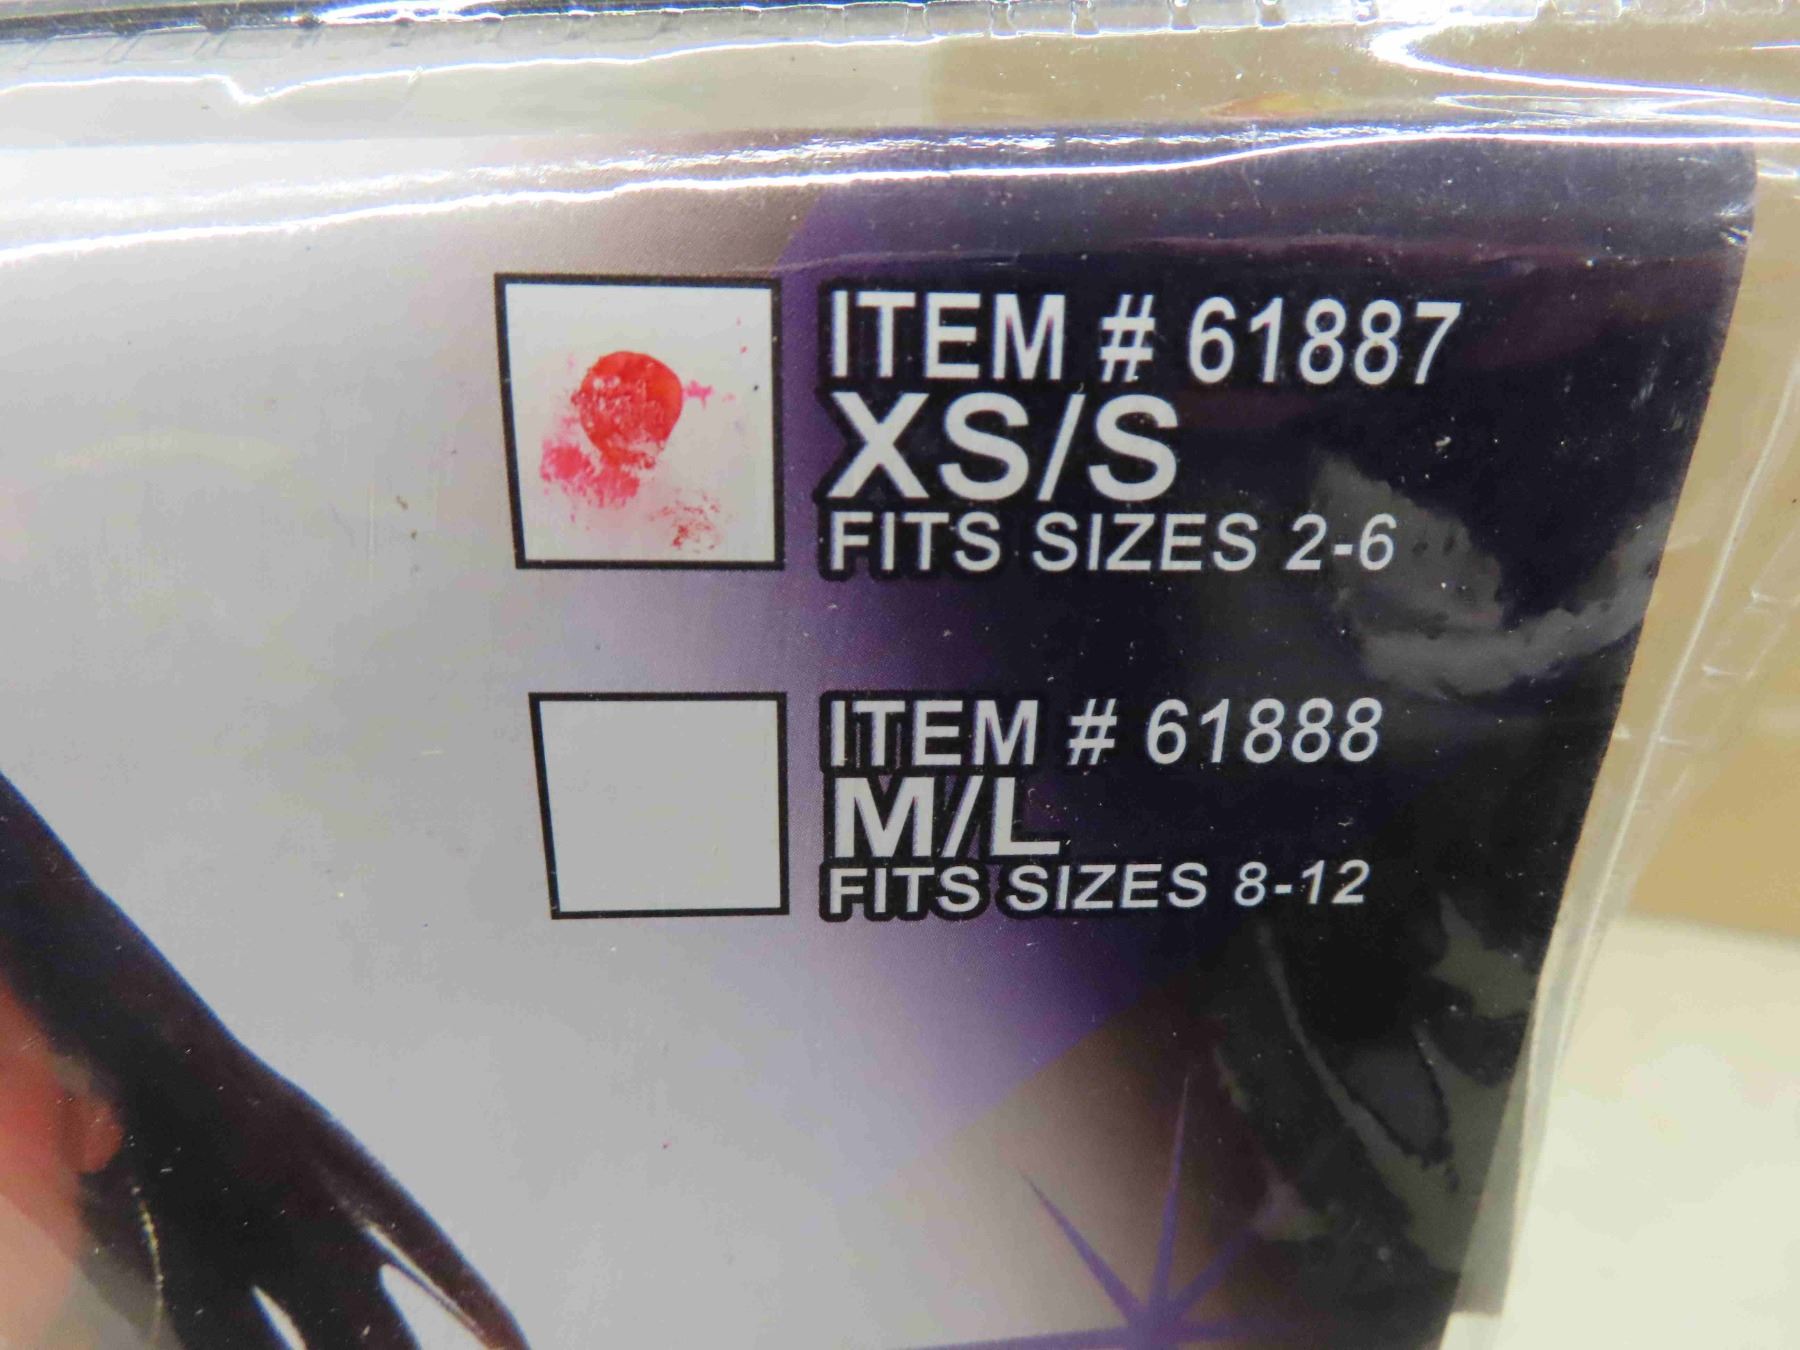 ITEM # 61887
XS/S
FITS SIZES 2-6
ITEM # 61888
M/L
FITS SIZES 8-12